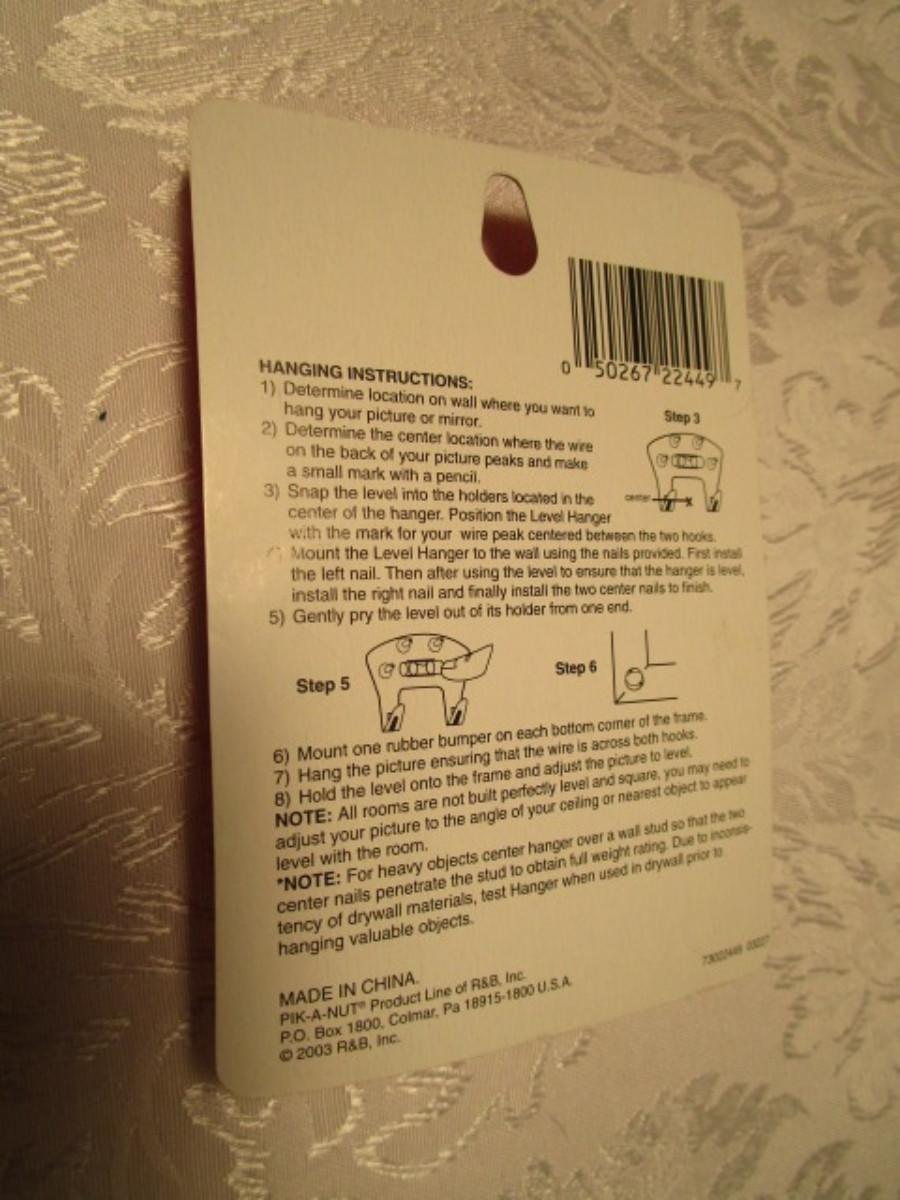 0 50267 22449 7
HANGING INSTRUCTIONS:
1) Determine location on wall where you want to
hang your picture or mirror.
2) Determine the center location where the wire
on the back of your picture peaks and make
a small mark with a pencil.
Step 3
center
3) Snap the level into the holders located in the
center of the hanger. Position the Level Hanger
with the mark for your wire peak centered between the two hooks.
Mount the Level Hanger to the wall using the nails provided. First install
the left nail. Then after using the level to ensure that the hanger is level,
install the right nail and finally install the two center nails to finish.
5) Gently pry the level out of its holder from one end.
Step 5
Step 6
6) Mount one rubber bumper on each bottom corner of the frame.
7) Hang the picture ensuring that the wire is across both hooks.
8) Hold the level onto the frame and adjust the picture to level.
NOTE: All rooms are not built perfectly level and square, you may need to
adjust your picture to the angle of your ceiling or nearest object to appear
level with the room.
*NOTE: For heavy objects center hanger over a wall stud so that the two
center nails penetrate the stud to obtain full weight rating. Due to inconsis-
tency of drywall materials, test Hanger when used in drywall prior to
hanging valuable objects.
MADE IN CHINA.
PIK-A-NUT® Product Line of R&B, Inc.
P.O. Box 1800, Colmar, Pa 18915-1800 U.S.A.
© 2003 R&B, Inc.